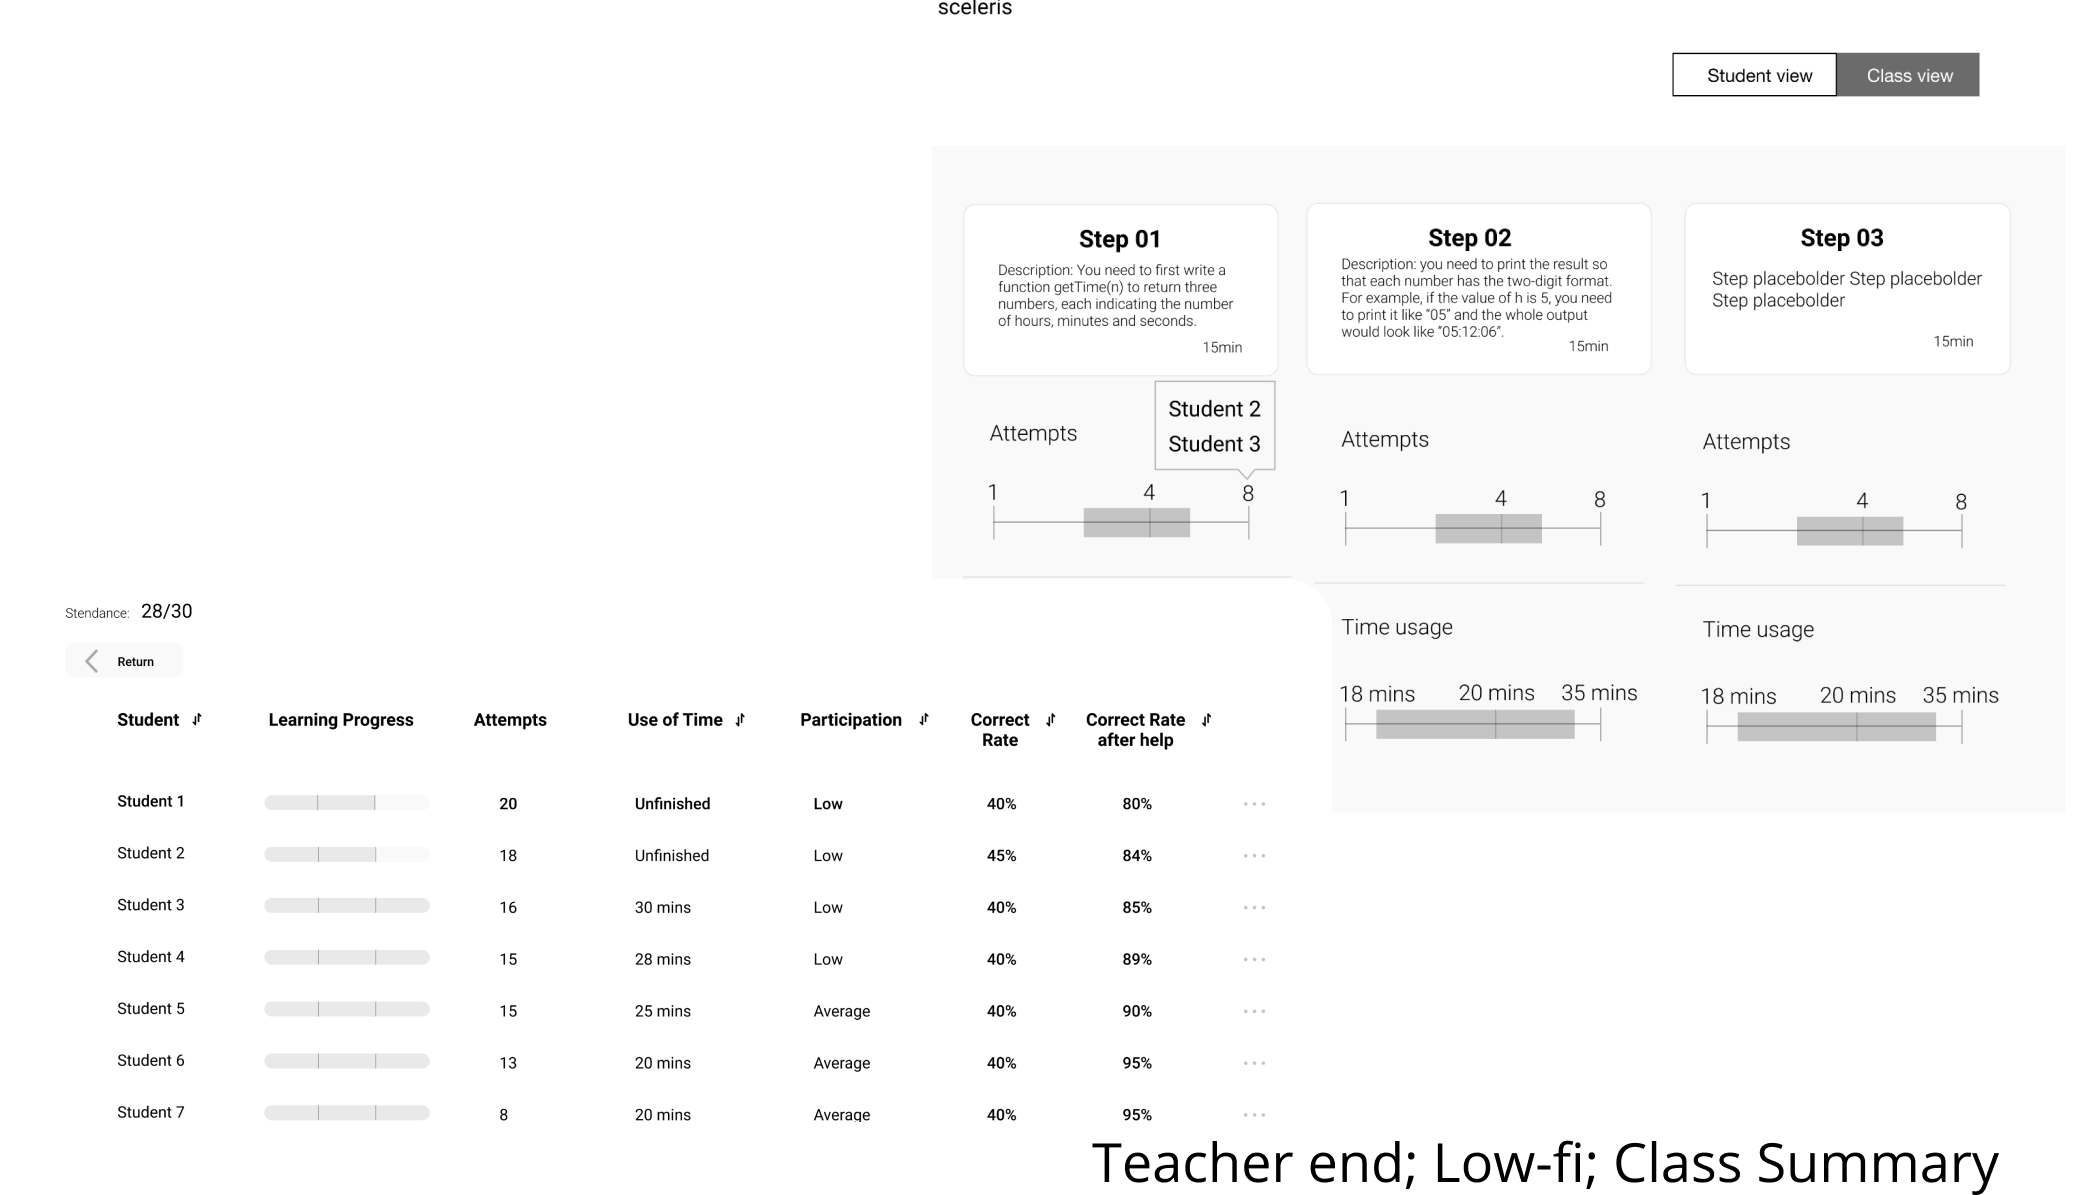 sceleris
Student view Class view
Step 01
Description: You need to first write a
function getTime(n) to return three
numbers, each indicating the number
of hours, minutes and seconds.
15min
Step 02
Description: you need to print the result so
that each number has the two-digit format.
For example, if the value of h is 5, you need
to print it like “05” and the whole output
would look like “05:12:06”.
15min
Step 03
Step placebolder Step placebolder
Step placebolder
15min
Attempts
Student 2
Student 3
1 4 8
Attempts
1 4 8
Attempts
1 4 8
Time usage
18 mins 20 mins 35 mins
Time usage
18 mins 20 mins 35 mins
Stendance: 28/30
Return
Student Learning Progress Attempts Use of Time Participation Correct Rate Correct Rate after help
Student 1 20 Unfinished Low 40% 80%
Student 2 18 Unfinished Low 45% 84%
Student 3 16 30 mins Low 40% 85%
Student 4 15 28 mins Low 40% 89%
Student 5 15 25 mins Average 40% 90%
Student 6 13 20 mins Average 40% 95%
Student 7 8 20 mins Average 40% 95%
Teacher end; Low-fi; Class Summary